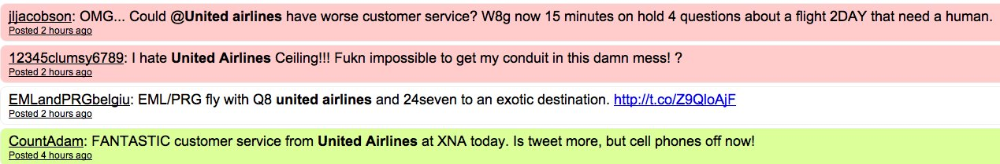 jljacobson: OMG... Could @United airlines have worse customer service? W8g now 15 minutes on hold 4 questions about a flight 2DAY that need a human.
Posted 2 hours ago
12345clumsy6789: I hate United Airlines Ceiling!!! Fukn impossible to get my conduit in this damn mess! ?
Posted 2 hours ago
EMLandPRGbelgiu: EML/PRG fly with Q8 united airlines and 24seven to an exotic destination. http://t.co/Z9QloAjF
Posted 2 hours ago
CountAdam: FANTASTIC customer service from United Airlines at XNA today. Is tweet more, but cell phones off now!
Posted 4 hours ago